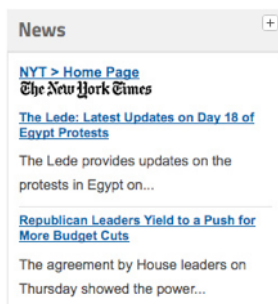 News
NYT > Home Page
The New York Times
The Lede: Latest Updates on Day 18 of
Egypt Protests
The Lede provides updates on the
protests in Egypt on...
Republican Leaders Yield to a Push for
More Budget Cuts
The agreement by House leaders on
Thursday showed the power...